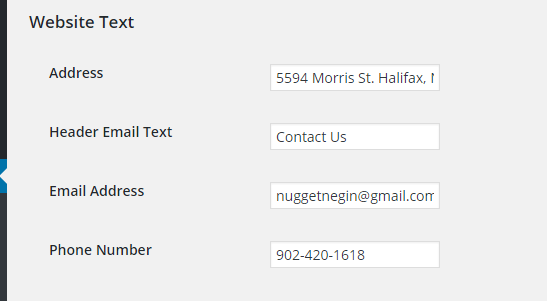 Website Text
Address
5594 Morris St. Halifax,
Header Email Text
Contact Us
Email Address
nuggetnegin@gmail.com
Phone Number
902-420-1618